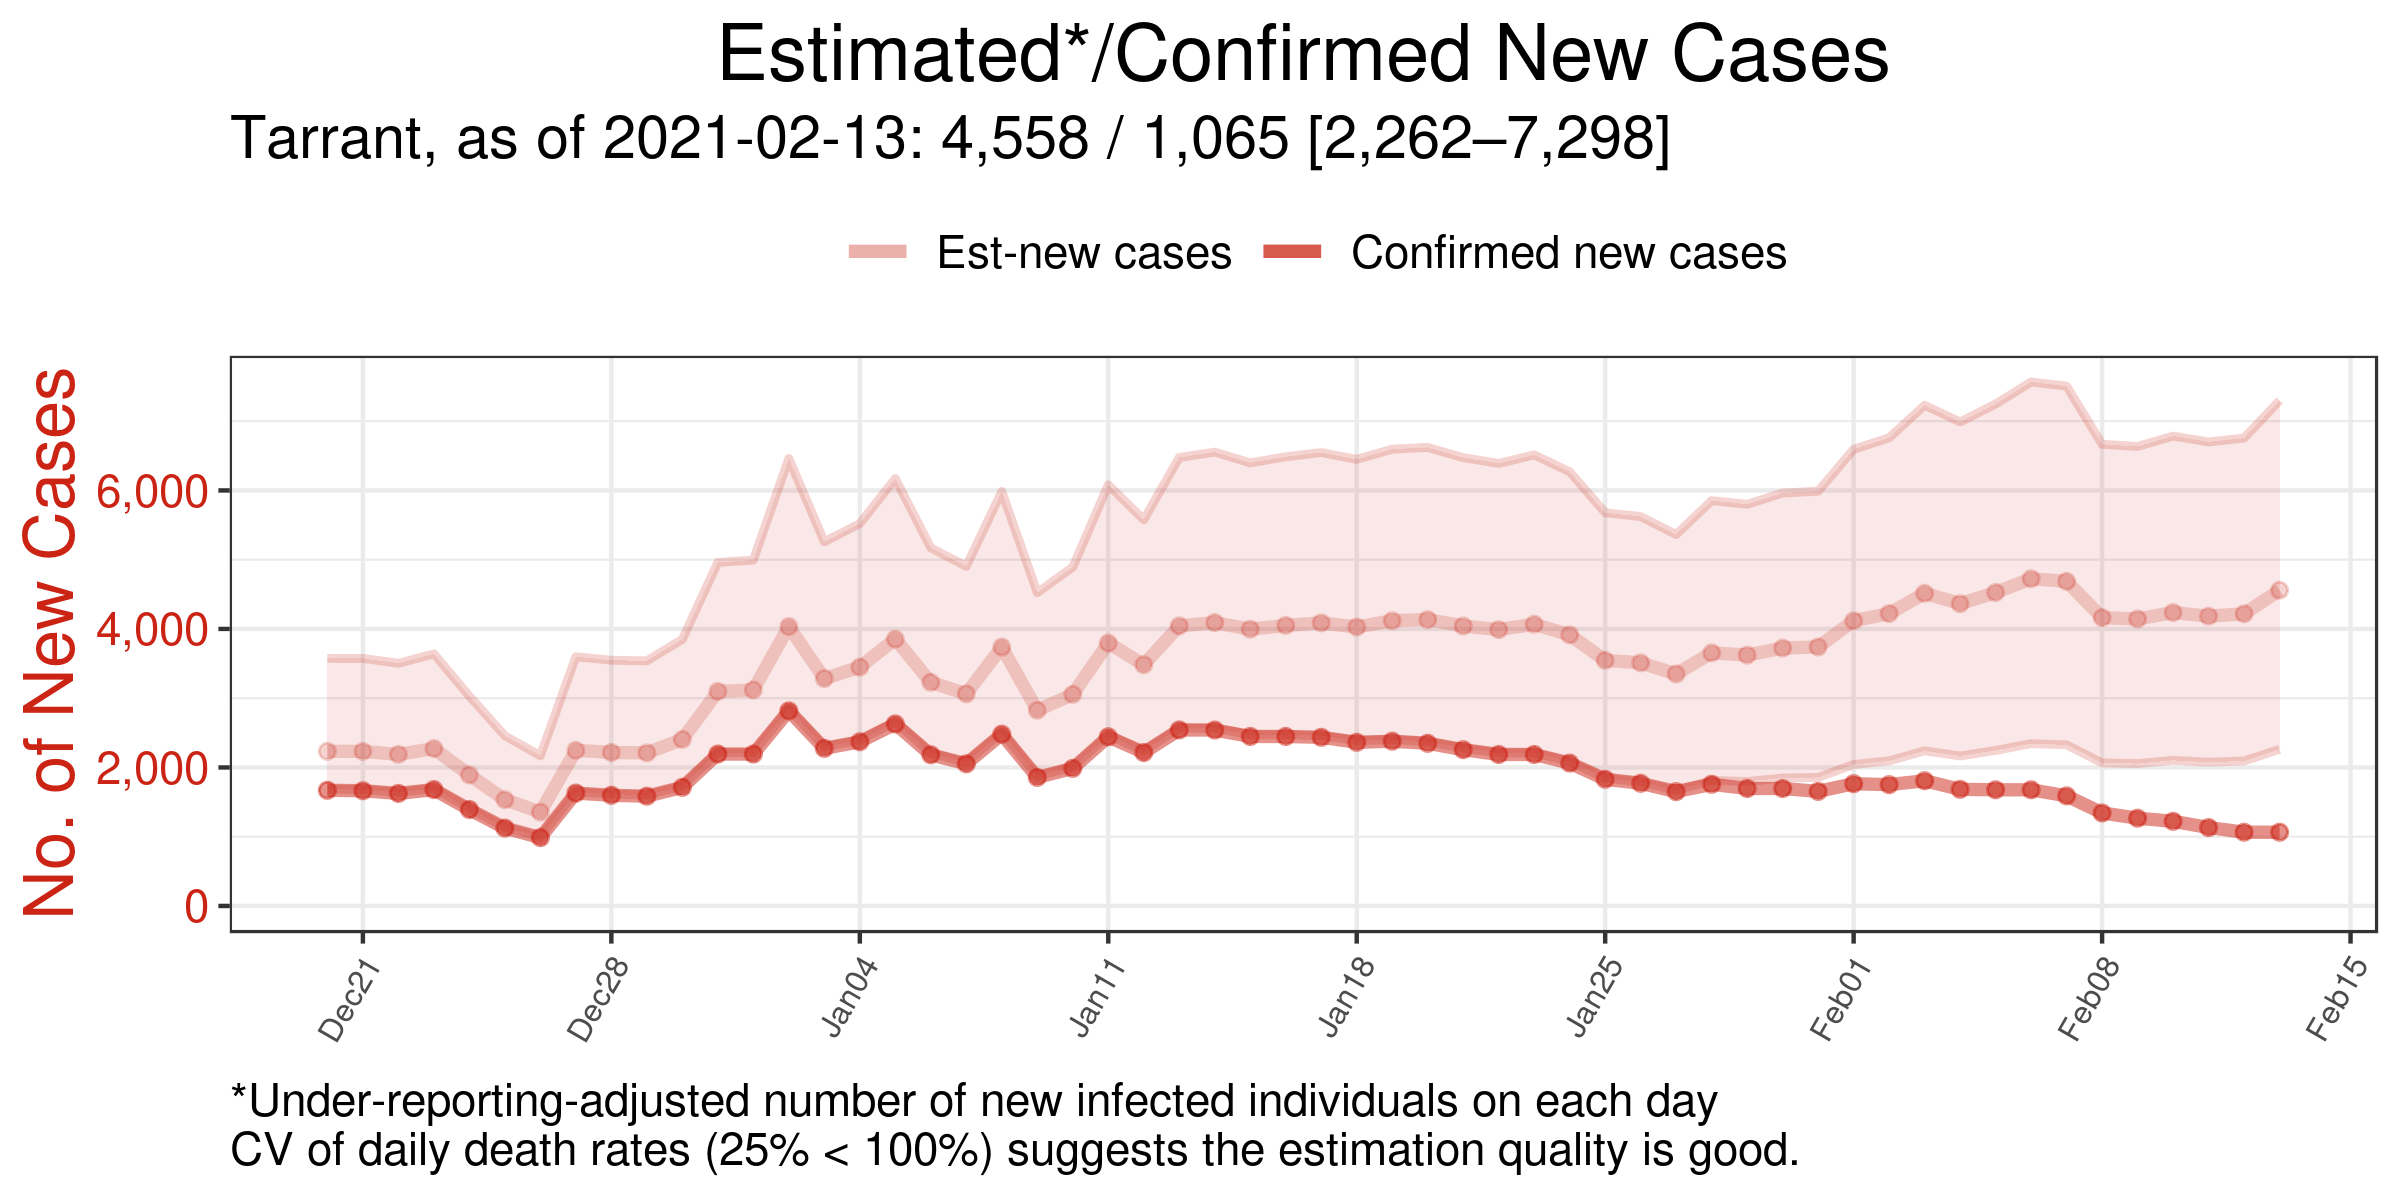 Estimated*/Confirmed New Cases
Tarrant, as of 2021-02-13: 4,558 / 1,065 [2,262–7,298]
Est-new cases
Confirmed new cases
No. of New Cases
6,000
4,000
2,000
0
Dec21
Dec28
Jan04
Jan11
Jan18
Jan25
Feb01
Feb08
Feb15
*Under-reporting-adjusted number of new infected individuals on each day
CV of daily death rates (25% < 100%) suggests the estimation quality is good.